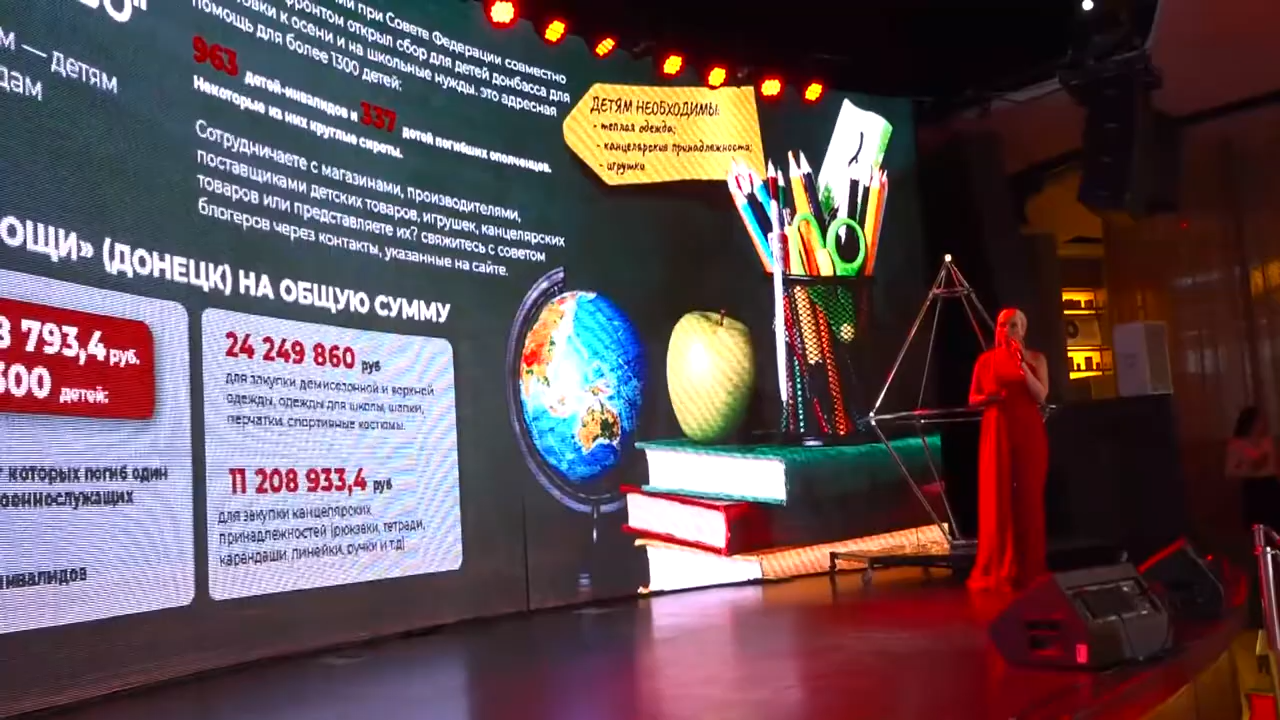 при Совете Федерации совместно
фронтом открыл сбор для детей донбасса для
к осени и на школьные нужды. это адресная
помощь для более 1300 детей:
963 детей-инвалидов и 337 детей погибших ополченцев.
Некоторые из них круглые сироты.
— детям
Сотрудничаете с магазинами, производителями,
поставщиками детских товаров, игрушек, канцелярских
товаров или представляете их? свяжитесь с советом
блогеров через контакты, указанные на сайте.
ДЕТЯМ НЕОБХОДИМЫ:
- теплая одежда;
- канцелярския принадлежности;
- игрушки
ОЩИ» (ДОНЕЦК) НА ОБЩУЮ СУММУ
793,4 руб.
300 детей:
которых погиб один
военнослужащих
инвалидов
24 249 860 руб
для закупки демисезонной и верхней
одежды, одежды для школы, шапки,
перчатки, спортивные костюмы.
11 208 933,4 руб
для закупки канцелярских
принадлежностей (рюкзаки, тетради,
карандаши, линейки, ручки и т.д)